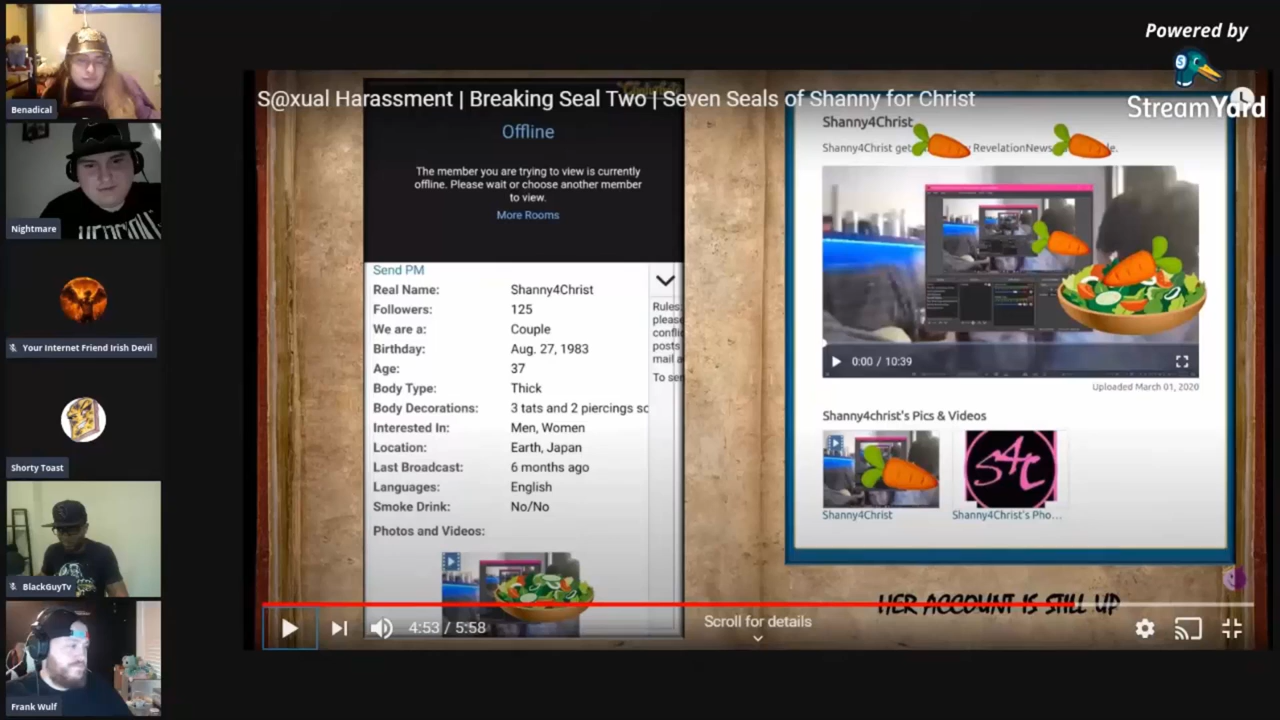 Benadical
Nightmare
Your Internet Friend Irish Devil
Shorty Toast
BlackGuyTv
Frank Wulf
Powered by
StreamYard
S@xual Harassment | Breaking Seal Two | Seven Seals of Shanny for Christ
Offline
The member you are trying to view is currently
offline. Please wait or choose another member
to view.
More Rooms
Send PM
Real Name: Shanny4Christ
Followers: 125
We are a: Couple
Birthday: Aug. 27, 1983
Age: 37
Body Type: Thick
Body Decorations: 3 tats and 2 piercings sc
Interested In: Men, Women
Location: Earth, Japan
Last Broadcast: 6 months ago
Languages: English
Smoke Drink: No/No
Photos and Videos:
Rules:
please
confli
posts
mail a
To sen
Shanny4Christ
Shanny4Christ get RevelationNews
0:00 / 10:39
Uploaded March 01, 2020
Shanny4christ's Pics & Videos
S4C
Shanny4Christ
Shanny4Christ's Pho...
HER ACCOUNT IS STILL UP
4:53 / 5:58
Scroll for details